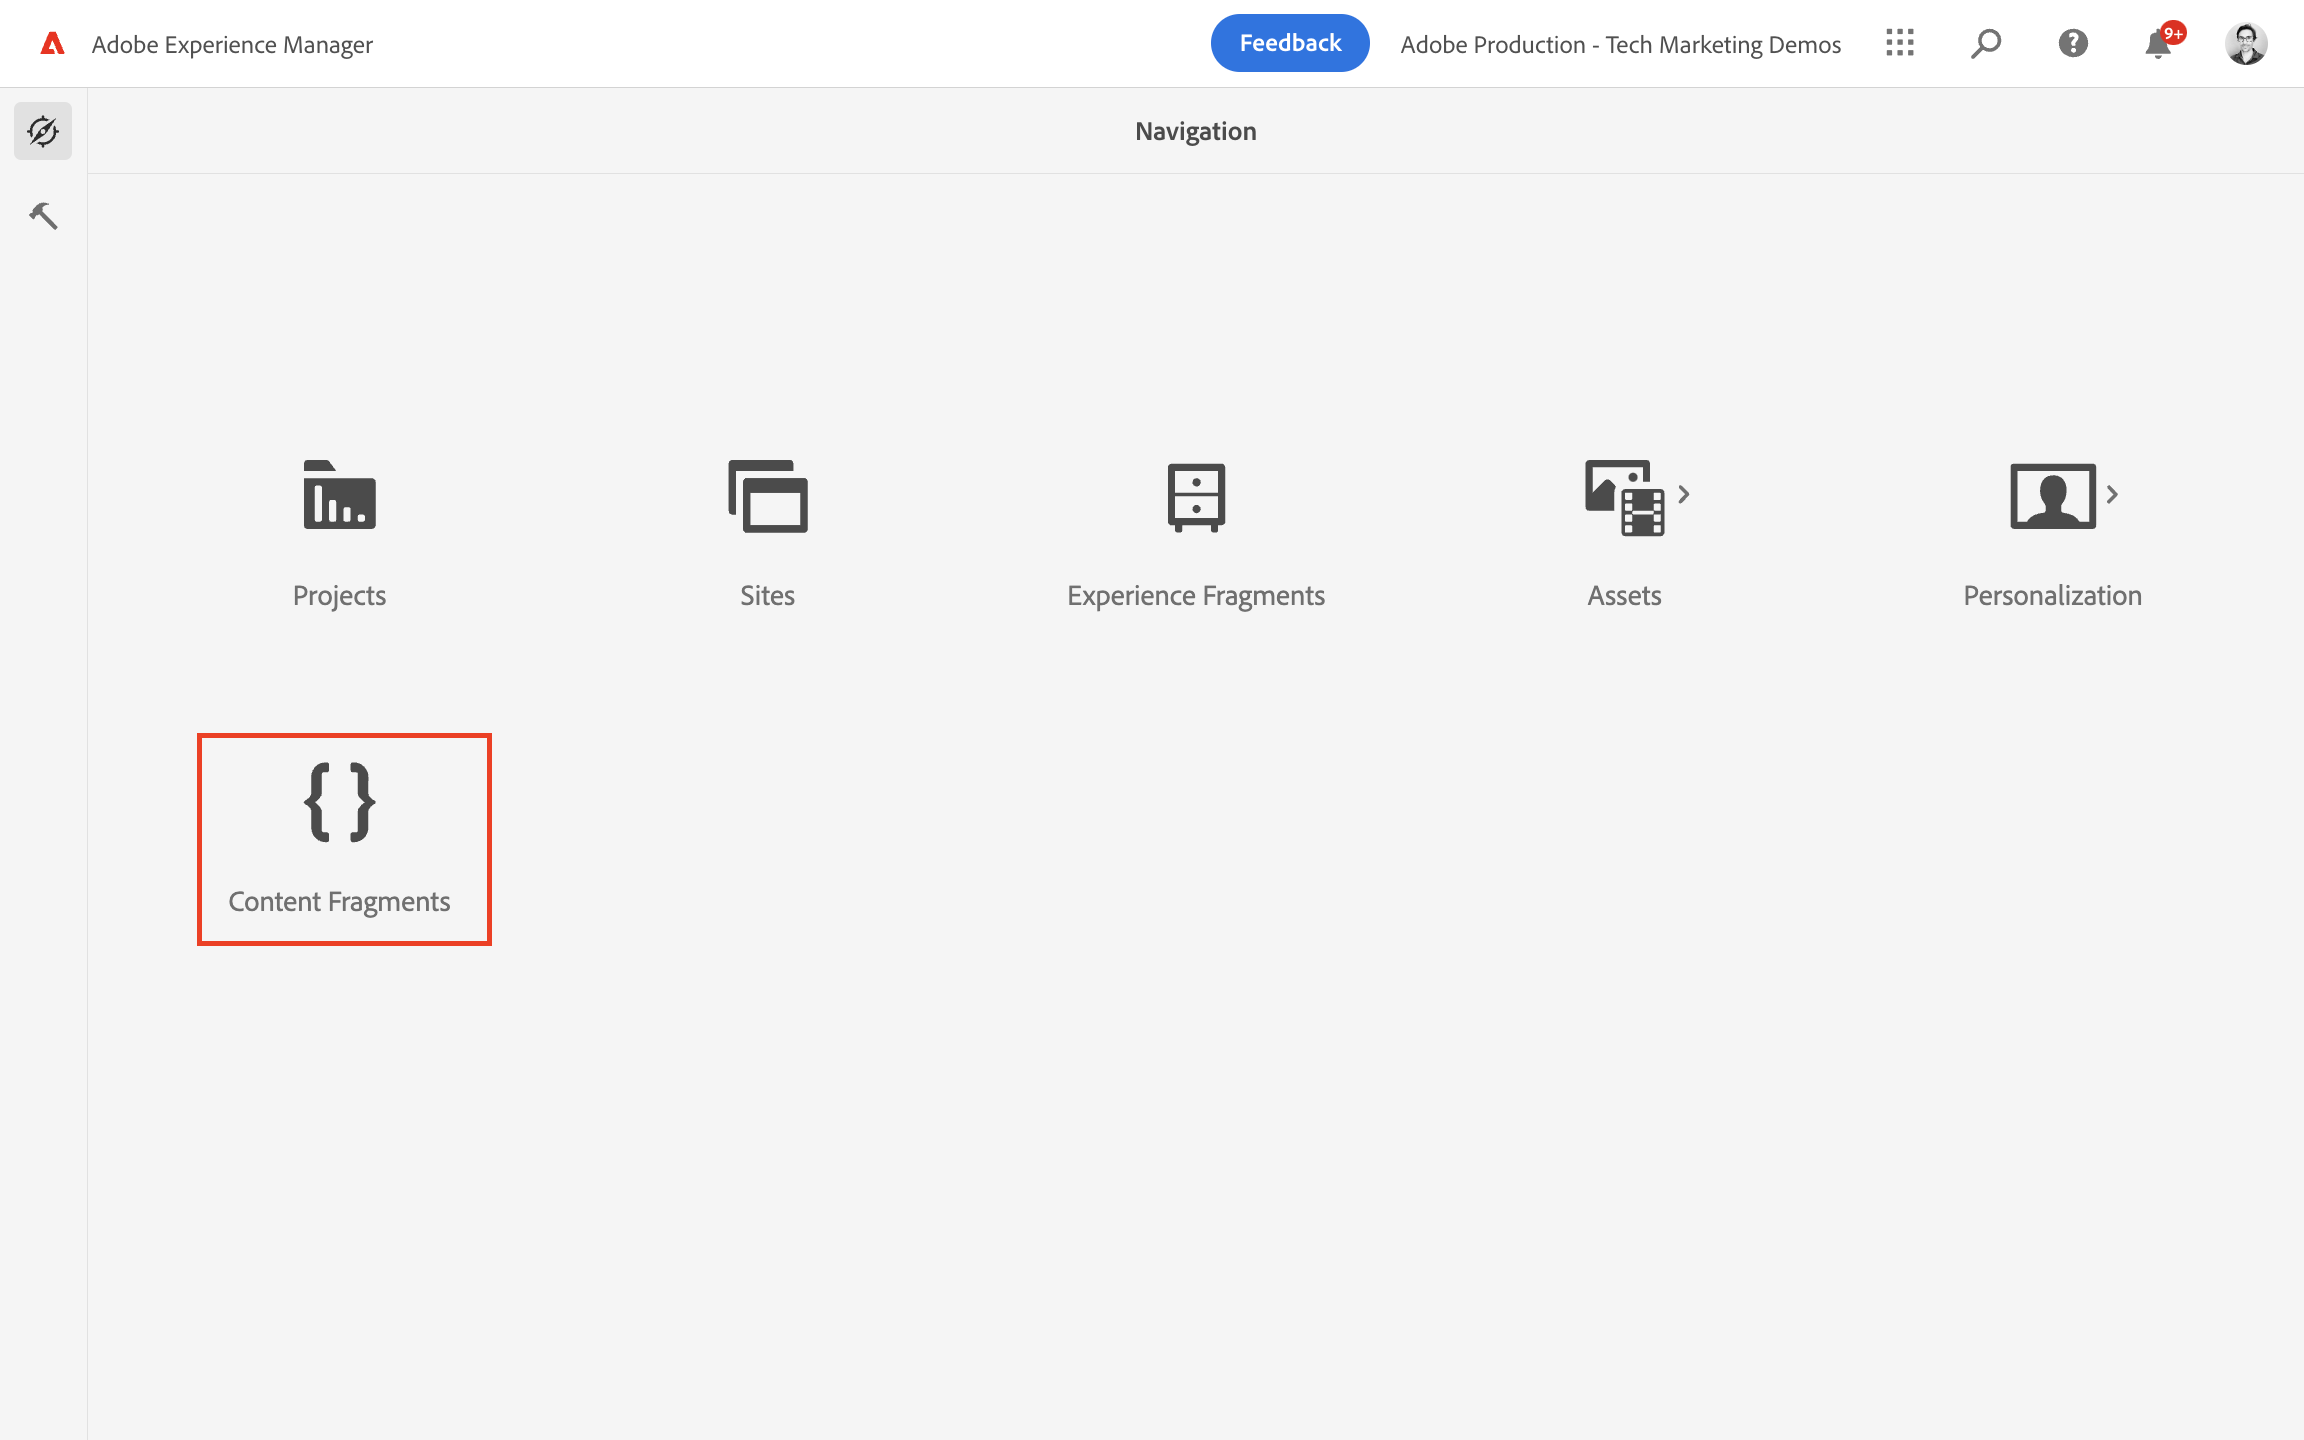 Adobe Experience Manager
Feedback
Adobe Production - Tech Marketing Demos
9+
Navigation
Projects
Sites
Experience Fragments
Assets
Personalization
{ }
Content Fragments